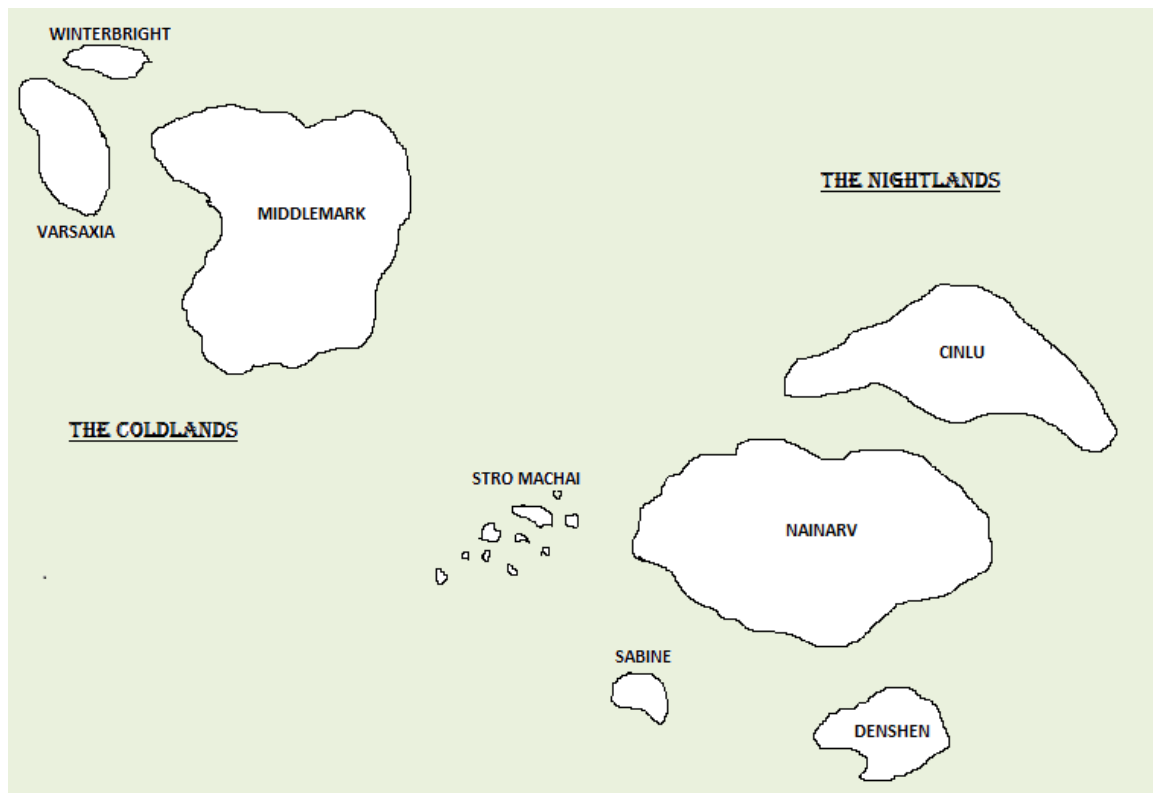 WINTERBRIGHT
THE NIGHTLANDS
MIDDLEMARK
VARSAXIA
CINLU
THE COLDLANDS
STRO MACHAI
NAINARV
SABINE
DENSHEN